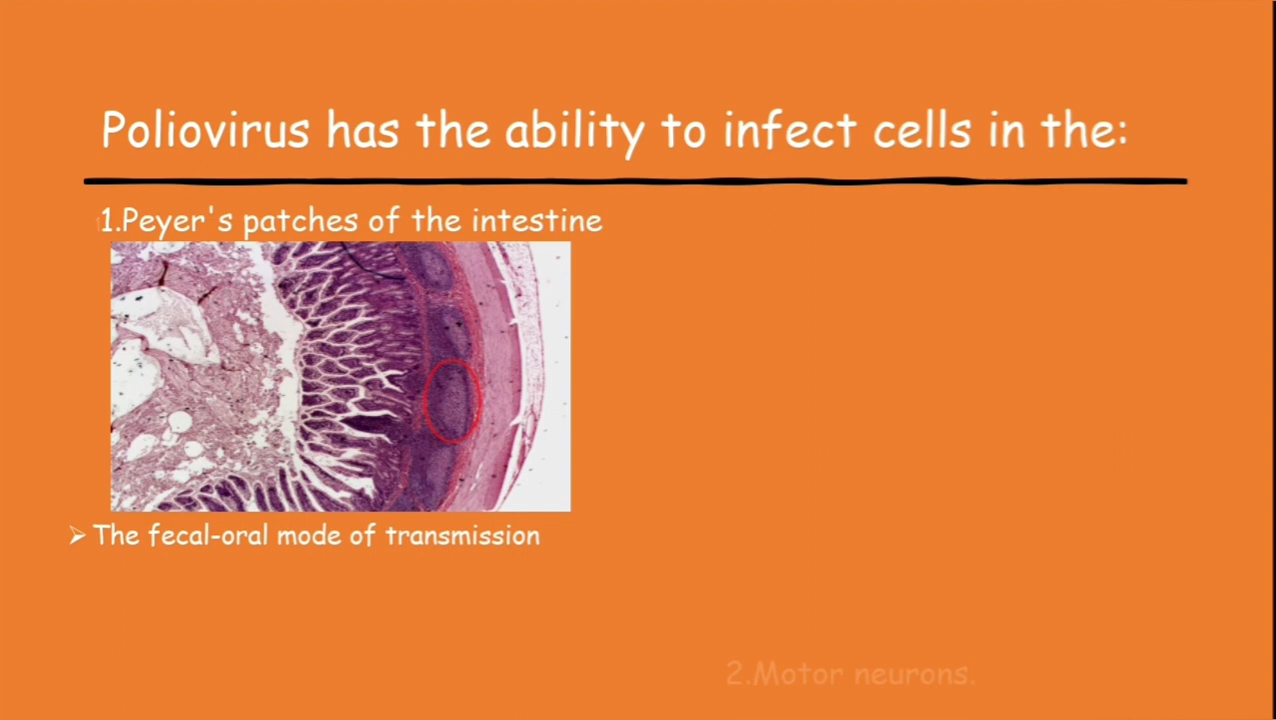 Poliovirus has the ability to infect cells in the:
1.Peyer's patches of the intestine
➢ The fecal-oral mode of transmission
2.Motor neurons.